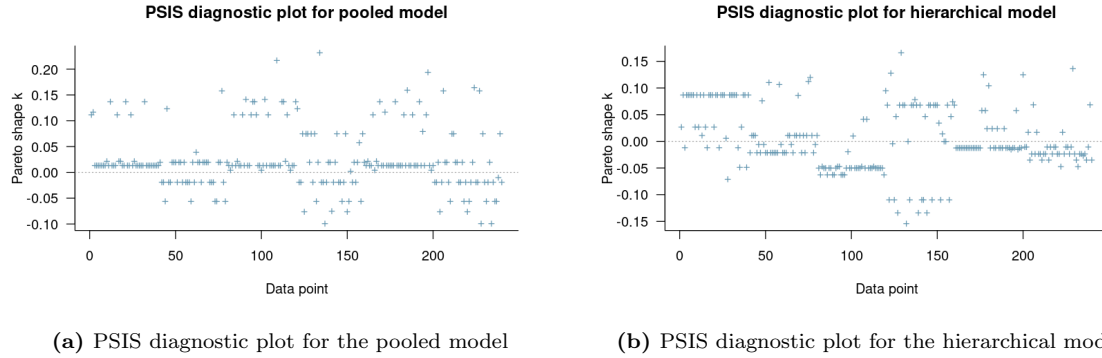 PSIS diagnostic plot for pooled model
Pareto shape k
0.20
0.15
0.10
0.05
0.00
-0.05
-0.10
0 50 100 150 200
Data point
(a) PSIS diagnostic plot for the pooled model
PSIS diagnostic plot for hierarchical model
Pareto shape k
0.15
0.10
0.05
0.00
-0.05
-0.10
-0.15
0 50 100 150 200
Data point
(b) PSIS diagnostic plot for the hierarchical